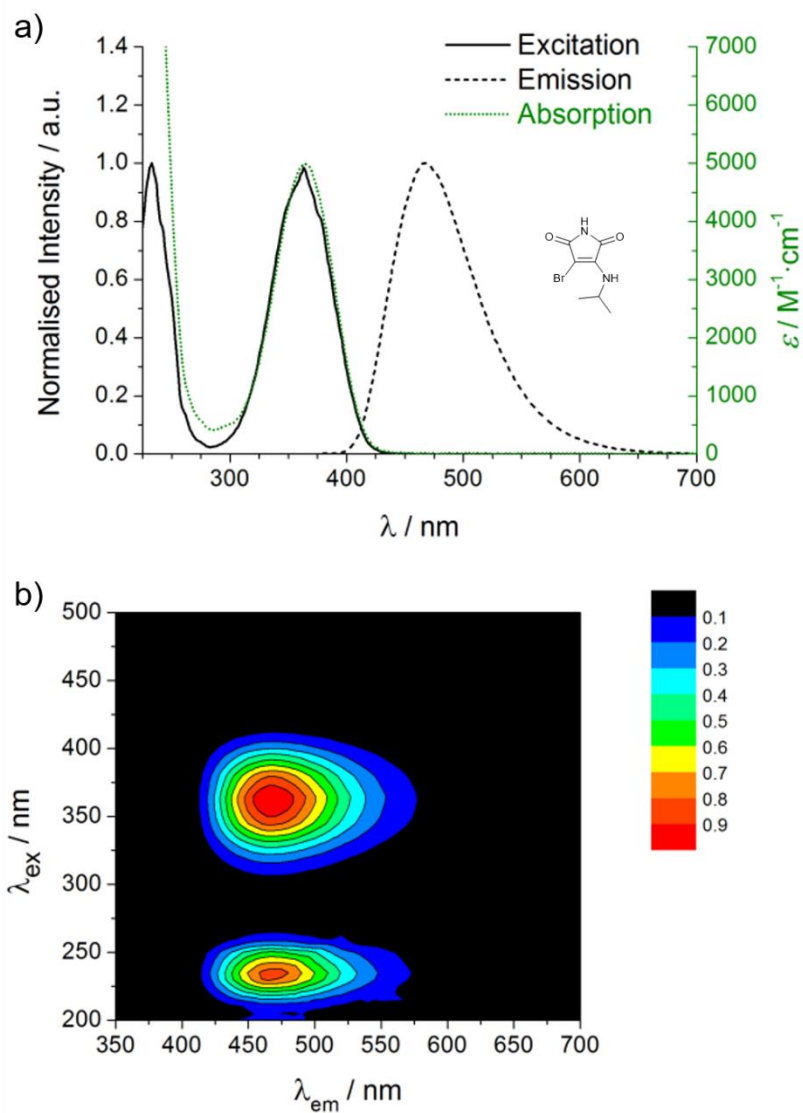 a)
Excitation
Emission
Absorption
Normalised Intensity / a.u.
1.4
1.2
1.0
0.8
0.6
0.4
0.2
0.0
7000
6000
5000
4000
3000
2000
1000
0
ε / M⁻¹·cm⁻¹
H
N
O
O
Br
NH
300
400
500
600
700
λ / nm
b)
500
450
400
350
300
250
200
λex / nm
350
400
450
500
550
600
650
700
λem / nm
0.1
0.2
0.3
0.4
0.5
0.6
0.7
0.8
0.9